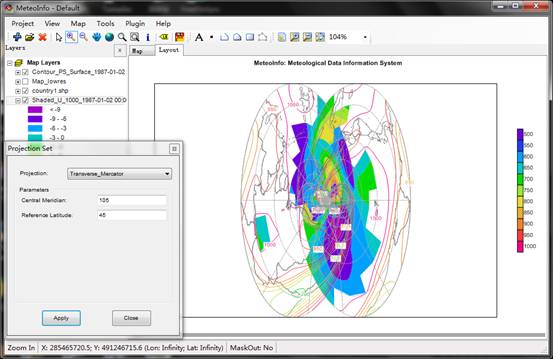 MeteoInfo - Default
Project View Map Tools Plugin Help
104%
Layers
Map Layout
Map Layers
Contour_PS_Surface_1987-01-02
Map_lowres
country1.shp
Shaded_U_1000_1987-01-02 00:0
< -9
-9 - -6
-6 - -3
-3 - 0
MeteoInfo: Meteological Data Information System
1000
1000
1000
600
650
700
750
800
850
900
925
950
975
1000
Projection Set
Projection: Transverse_Mercator
Parameters
Central Meridian: 105
Reference Latitude: 45
Apply Close
Zoom In X: 285465720.5; Y: 491246715.6 (Lon: Infinity; Lat: Infinity) MaskOut: No